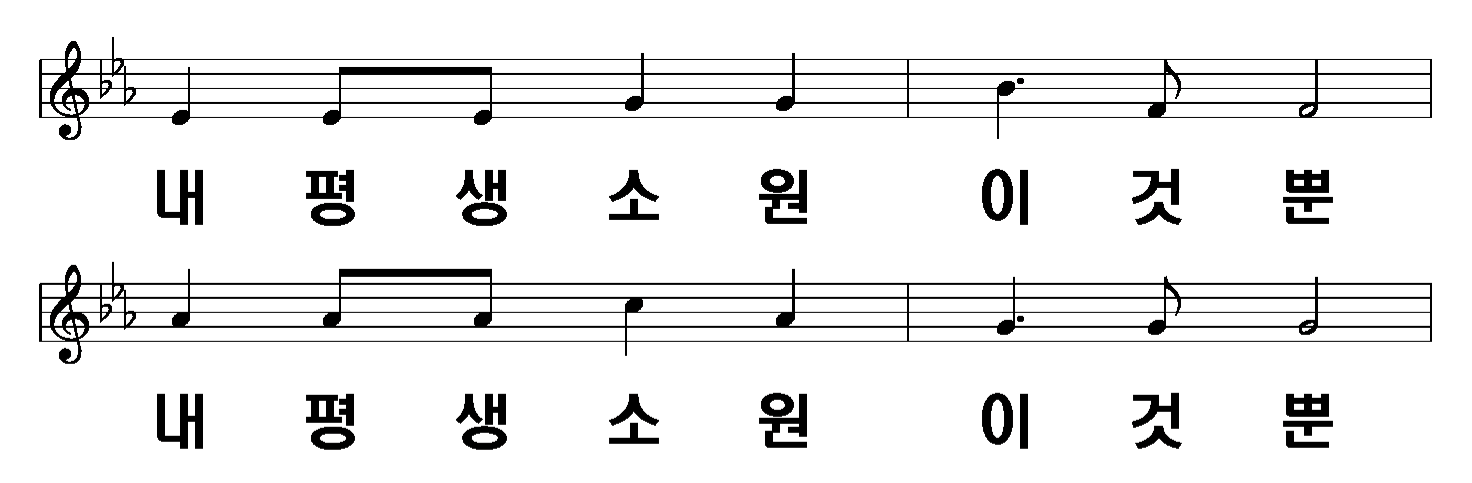 내 평 생 소 원 이 것 뿐
내 평 생 소 원 이 것 뿐